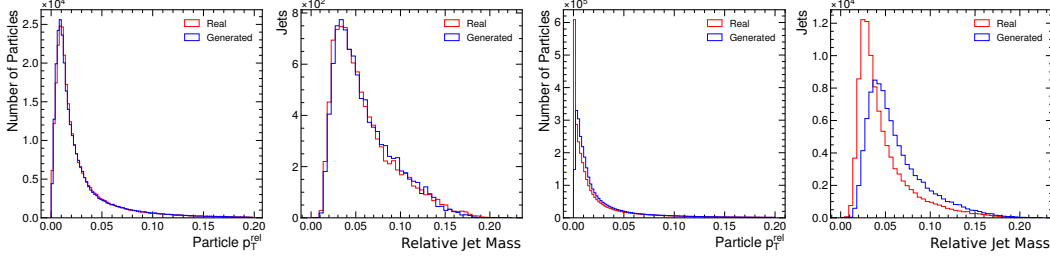 ×10⁴
Number of Particles
2.5
2.0
1.5
1.0
0.5
0.0
0.00 0.05 0.10 0.15 0.20
Particle p_T^rel
Real
Generated
×10²
Jets
8
6
4
2
0
0.00 0.05 0.10 0.15 0.20
Relative Jet Mass
Real
Generated
×10⁵
Number of Particles
6
5
4
3
2
1
0
0.00 0.05 0.10 0.15 0.20
Particle p_T^rel
Real
Generated
×10⁴
Jets
1.2
1.0
0.8
0.6
0.4
0.2
0.0
0.00 0.05 0.10 0.15 0.20
Relative Jet Mass
Real
Generated